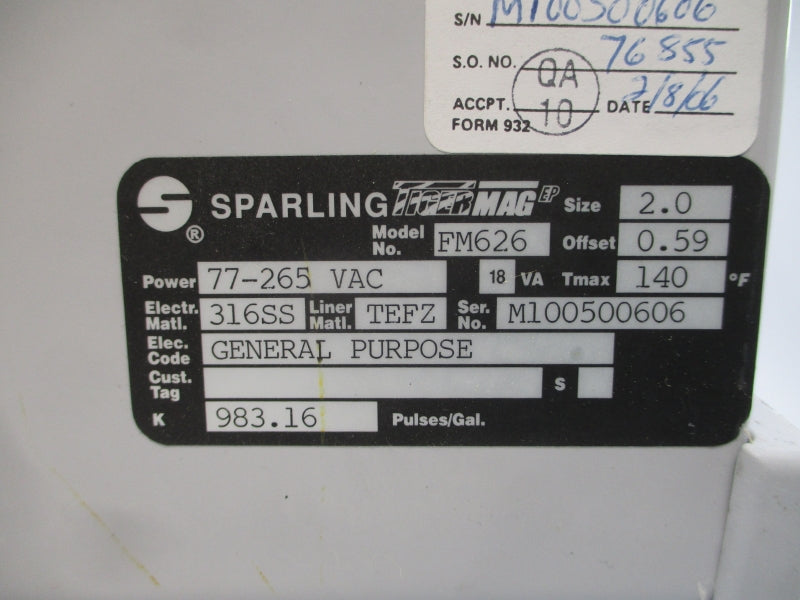 S/N M100500606
S.O. NO. 76855
QA
10
ACCPT. DATE 2/8/06
FORM 932
S SPARLING TIGERMAG EP Size 2.0
®
Model No. FM626 Offset 0.59
Power 77-265 VAC 18 VA Tmax 140 °F
Electr. Matl. 316SS Liner Matl. TEFZ Ser. No. M100500606
Elec. Code GENERAL PURPOSE
Cust. Tag S
K 983.16 Pulses/Gal.